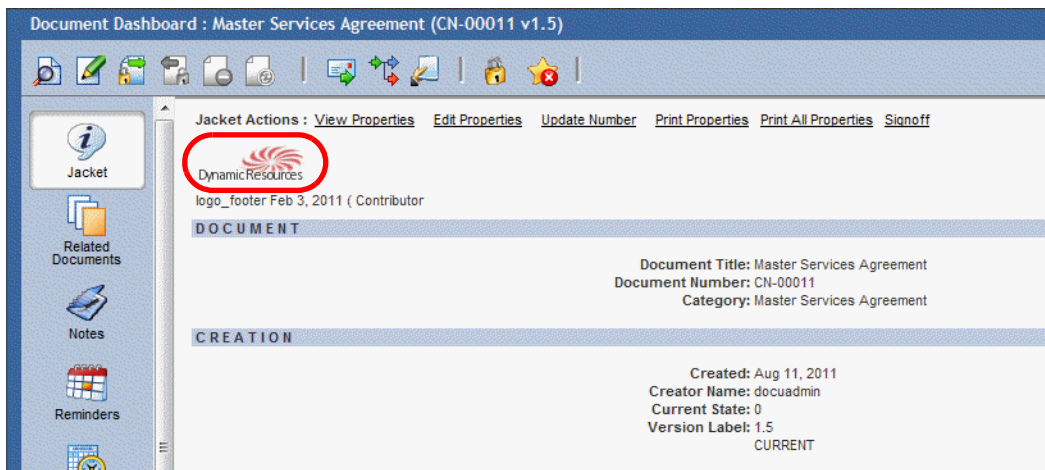 Document Dashboard : Master Services Agreement (CN-00011 v1.5)
Jacket Actions : View Properties Edit Properties Update Number Print Properties Print All Properties Signoff
Jacket
DynamicResources
logo_footer Feb 3, 2011 ( Contributor
DOCUMENT
Related
Documents
Document Title: Master Services Agreement
Document Number: CN-00011
Category: Master Services Agreement
Notes
CREATION
Created: Aug 11, 2011
Creator Name: docuadmin
Reminders
Current State: 0
Version Label: 1.5
CURRENT